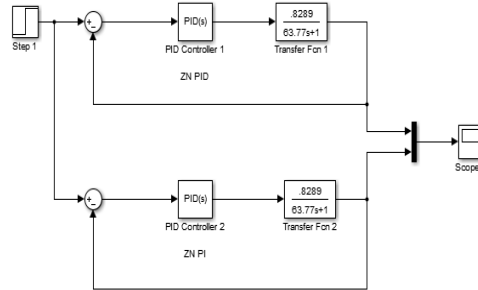 Step 1
PID(s)
PID Controller 1
.8289
63.77s+1
Transfer Fcn 1
ZN PID
Scope
PID(s)
PID Controller 2
.8289
63.77s+1
Transfer Fcn 2
ZN PI